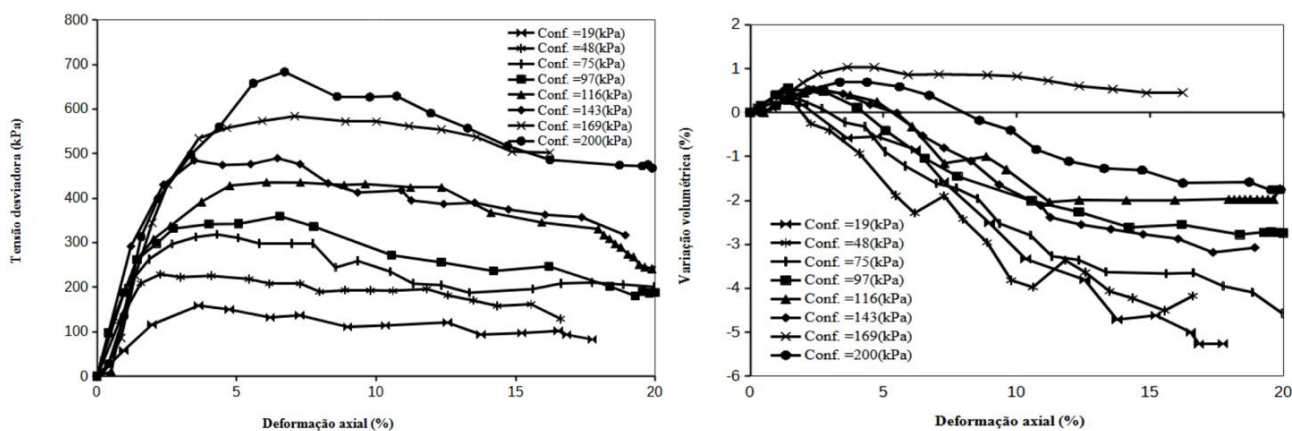 800
700
600
500
400
300
200
100
0
0 5 10 15 20
Tensão desviadora (kPa)
Deformação axial (%)
Conf. =19(kPa)
Conf. =48(kPa)
Conf. =75(kPa)
Conf. =97(kPa)
Conf. =116(kPa)
Conf. =143(kPa)
Conf. =169(kPa)
Conf. =200(kPa)
2
1
0
-1
-2
-3
-4
-5
-6
0 5 10 15 20
Variação volumétrica (%)
Deformação axial (%)
Conf. =19(kPa)
Conf. =48(kPa)
Conf. =75(kPa)
Conf. =97(kPa)
Conf. =116(kPa)
Conf. =143(kPa)
Conf. =169(kPa)
Conf. =200(kPa)